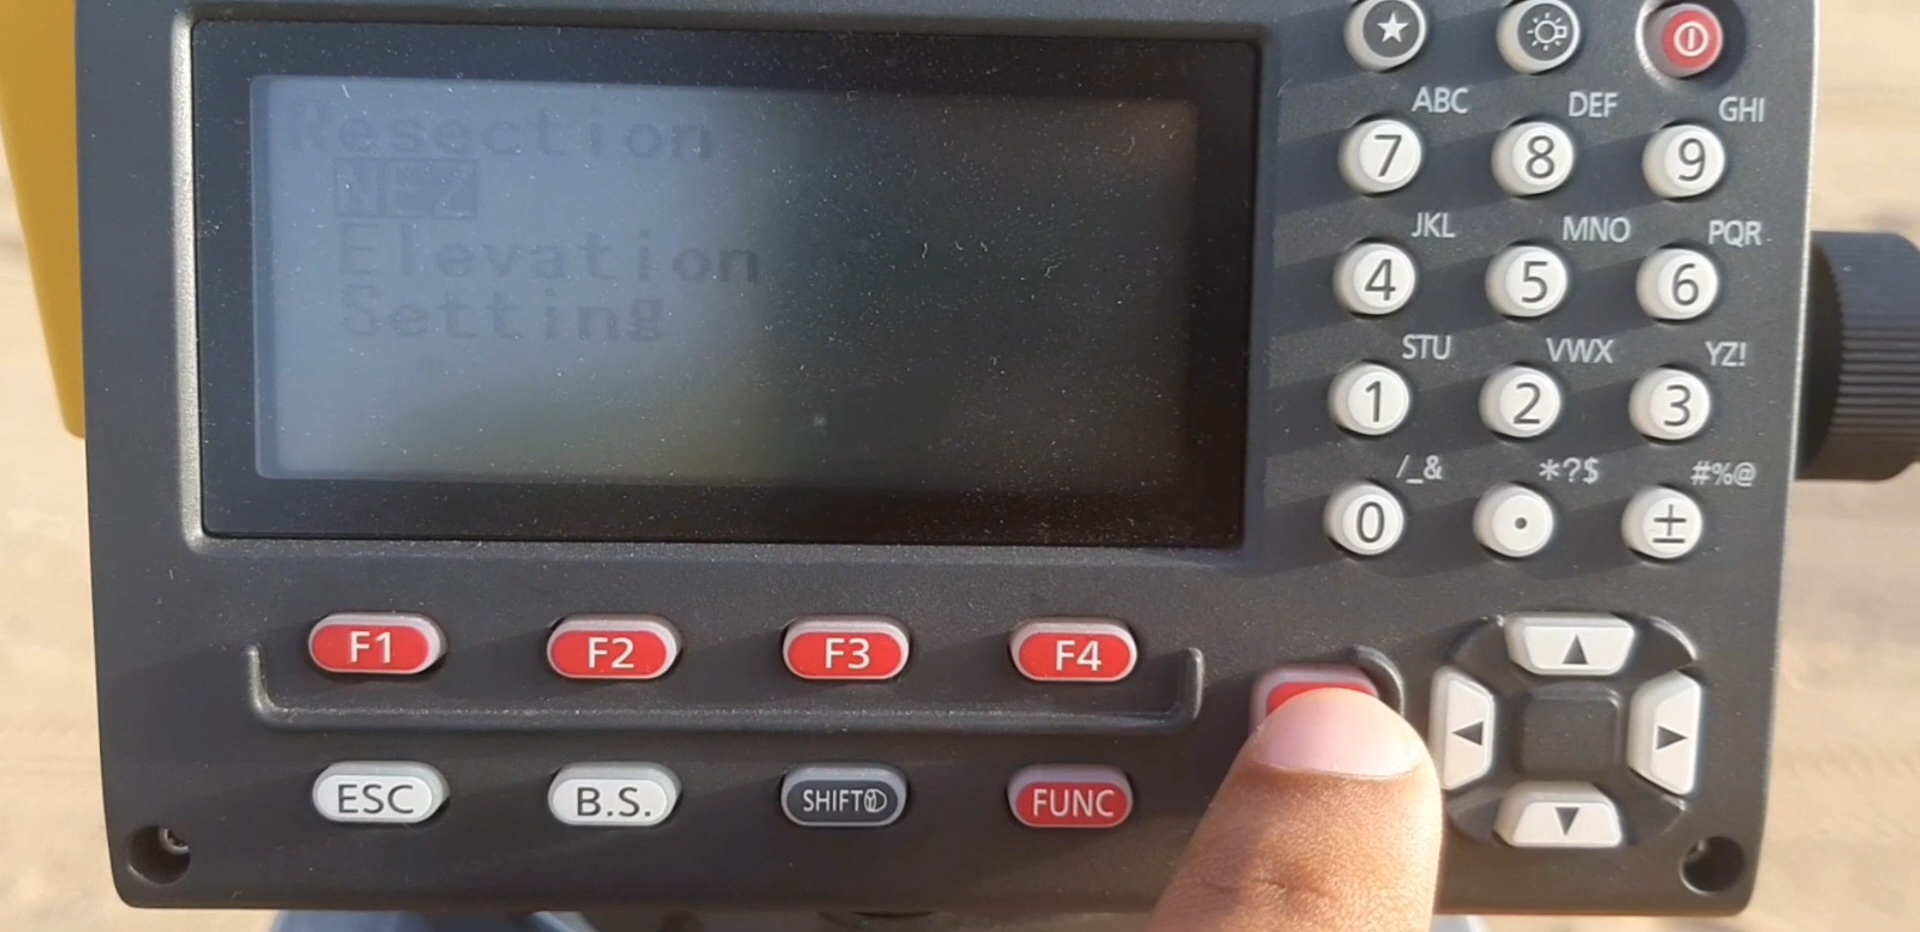 Resection
NEZ
Elevation
Setting
ABC DEF GHI
7 8 9
JKL MNO PQR
4 5 6
STU VWX YZ!
1 2 3
/_& *?$ #%@
0 . ±
F1 F2 F3 F4
ESC B.S. SHIFT FUNC